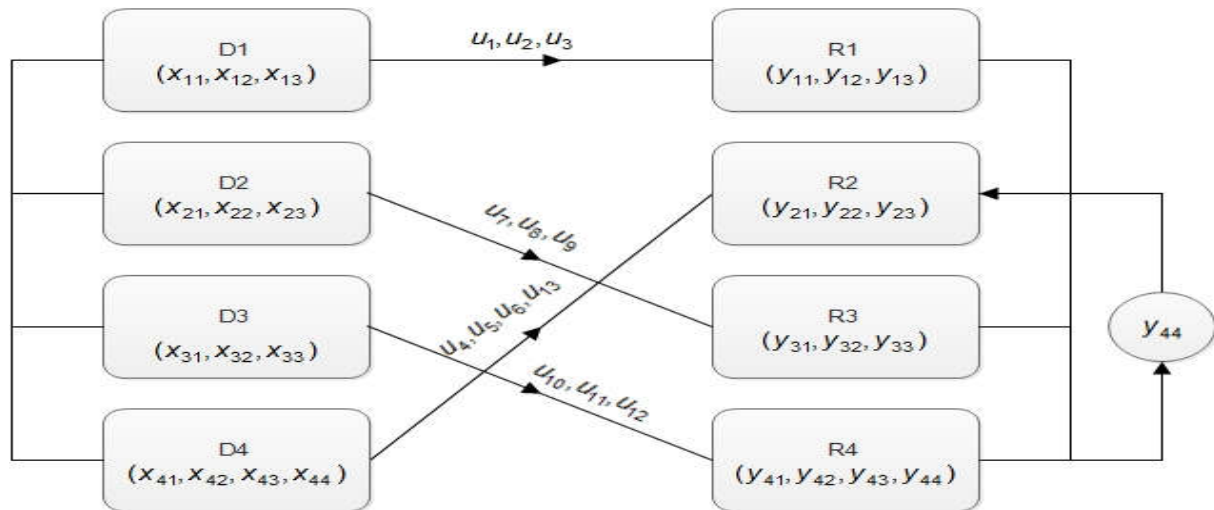 D1
(x₁₁, x₁₂, x₁₃)
u₁, u₂, u₃
R1
(y₁₁, y₁₂, y₁₃)
D2
(x₂₁, x₂₂, x₂₃)
u₇, u₈, u₉
R2
(y₂₁, y₂₂, y₂₃)
D3
(x₃₁, x₃₂, x₃₃)
u₄, u₅, u₆, u₁₃
R3
(y₃₁, y₃₂, y₃₃)
y₄₄
D4
(x₄₁, x₄₂, x₄₃, x₄₄)
u₁₀, u₁₁, u₁₂
R4
(y₄₁, y₄₂, y₄₃, y₄₄)